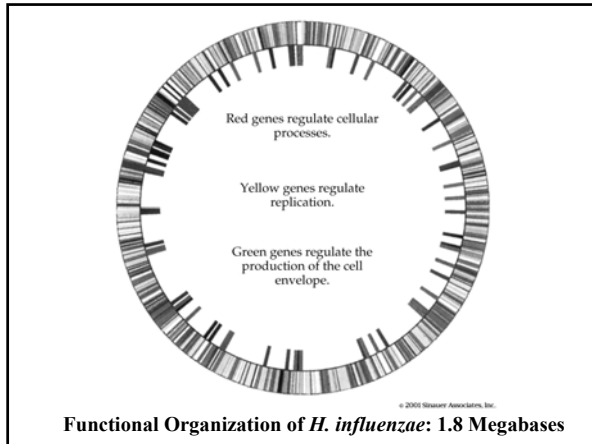 Red genes regulate cellular
processes.
Yellow genes regulate
replication.
Green genes regulate the
production of the cell
envelope.
© 2001 Sinauer Associates, Inc.
Functional Organization of H. influenzae: 1.8 Megabases